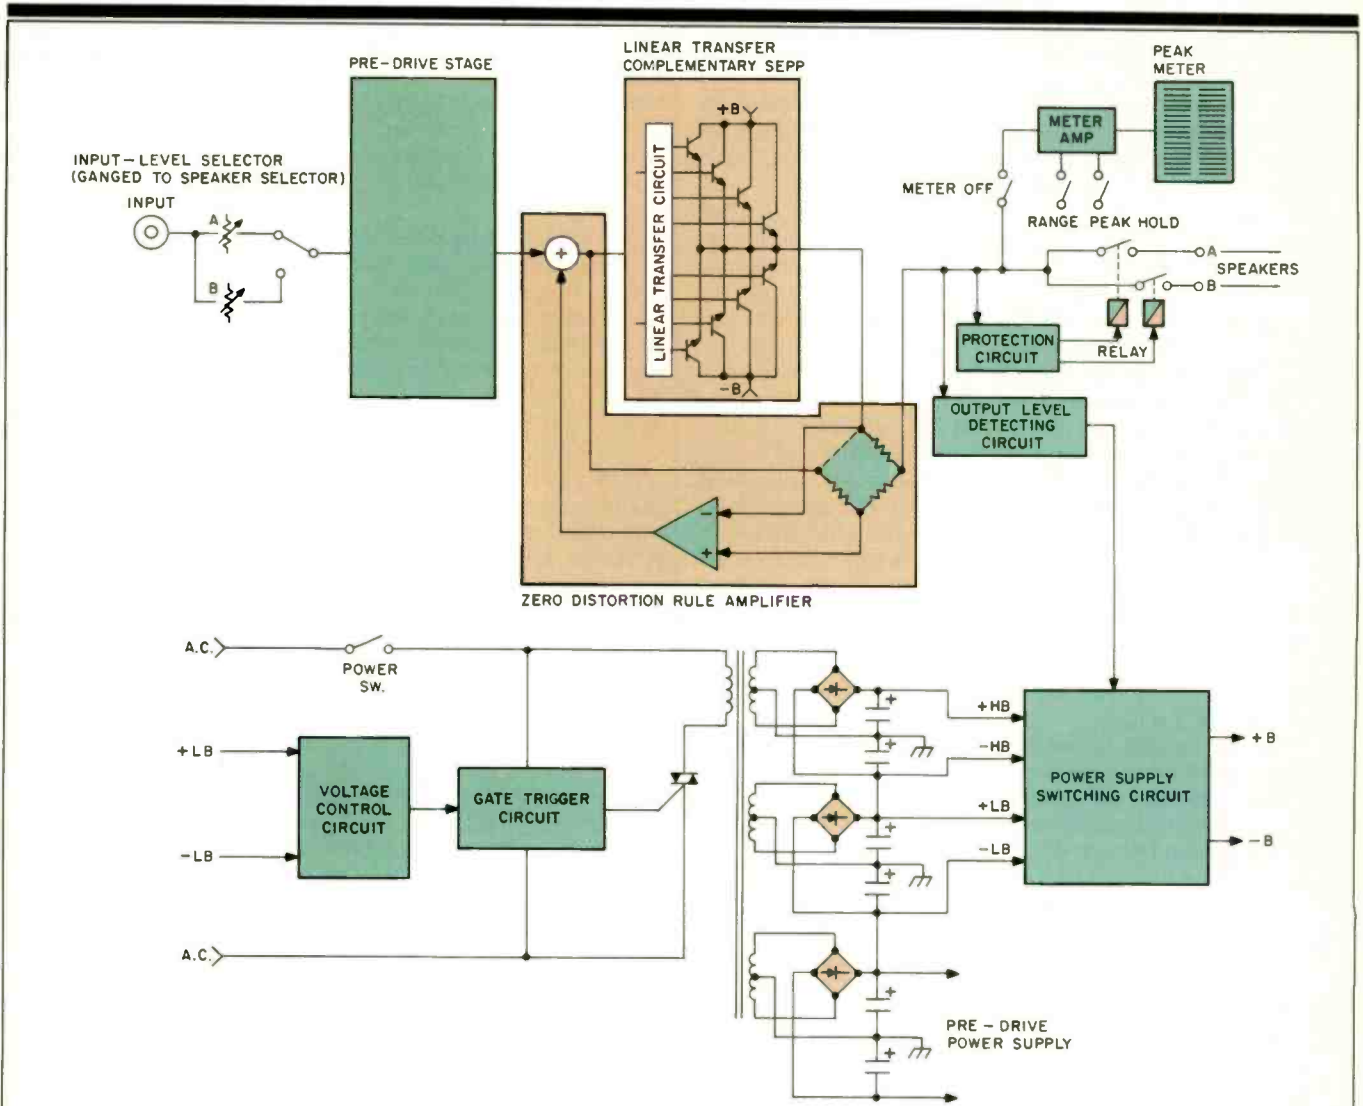 PRE-DRIVE STAGE
LINEAR TRANSFER
COMPLEMENTARY SEPP
PEAK
METER
METER
AMP
+B
INPUT-LEVEL SELECTOR
(GANGED TO SPEAKER SELECTOR)
INPUT
A
B
LINEAR TRANSFER CIRCUIT
-B
+
METER OFF
RANGE PEAK HOLD
A
SPEAKERS
B
PROTECTION
CIRCUIT
RELAY
OUTPUT LEVEL
DETECTING
CIRCUIT
-
+
ZERO DISTORTION RULE AMPLIFIER
A.C.
POWER
SW.
+LB
-LB
VOLTAGE
CONTROL
CIRCUIT
GATE TRIGGER
CIRCUIT
A.C.
+
+
+
+
+
+
+HB
-HB
+LB
-LB
POWER SUPPLY
SWITCHING CIRCUIT
+B
-B
PRE-DRIVE
POWER SUPPLY